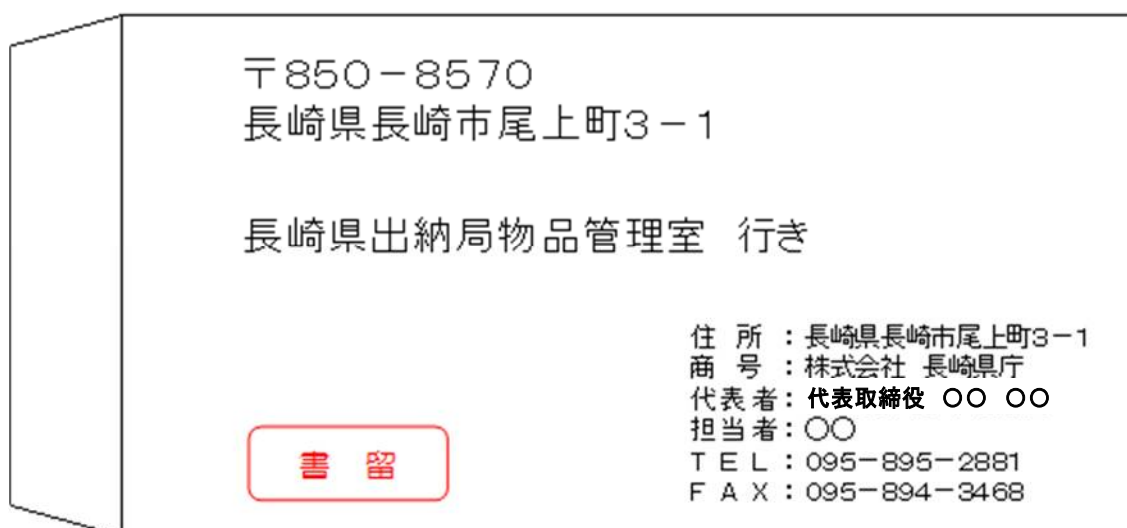 〒850-8570
長崎県長崎市尾上町3-1
長崎県出納局物品管理室 行き
住 所 :長崎県長崎市尾上町3-1
商 号 :株式会社 長崎県庁
代表者:代表取締役 〇〇 〇〇
担当者:〇〇
TEL:095-895-2881
FAX:095-894-3468
書 留